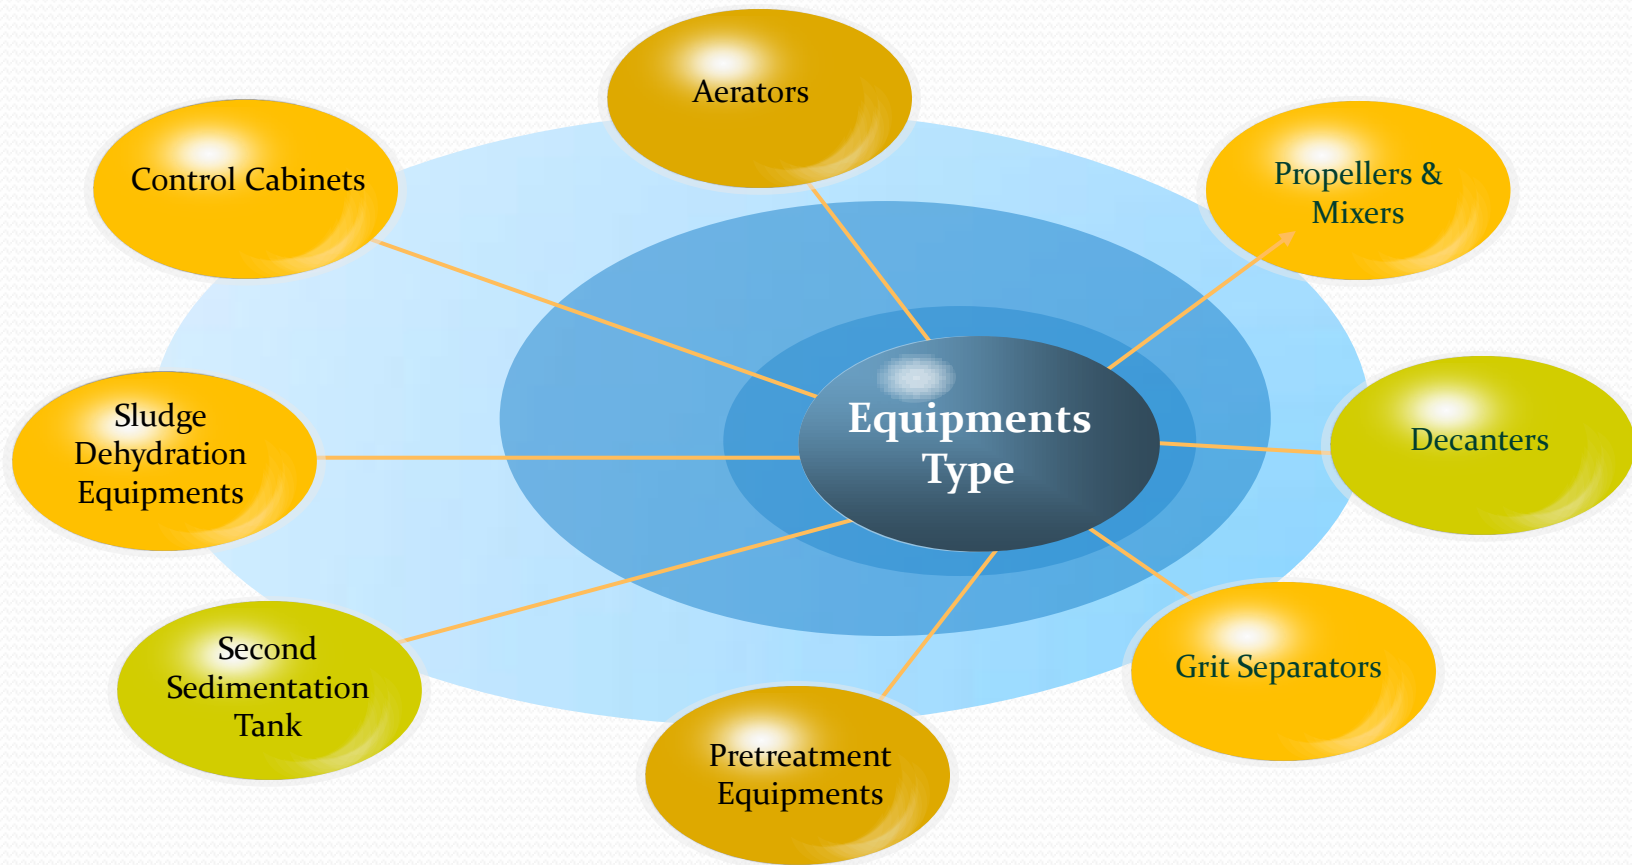 Aerators
Control Cabinets
Propellers &
Mixers
Equipments
Type
Sludge
Dehydration
Equipments
Decanters
Second
Sedimentation
Tank
Grit Separators
Pretreatment
Equipments